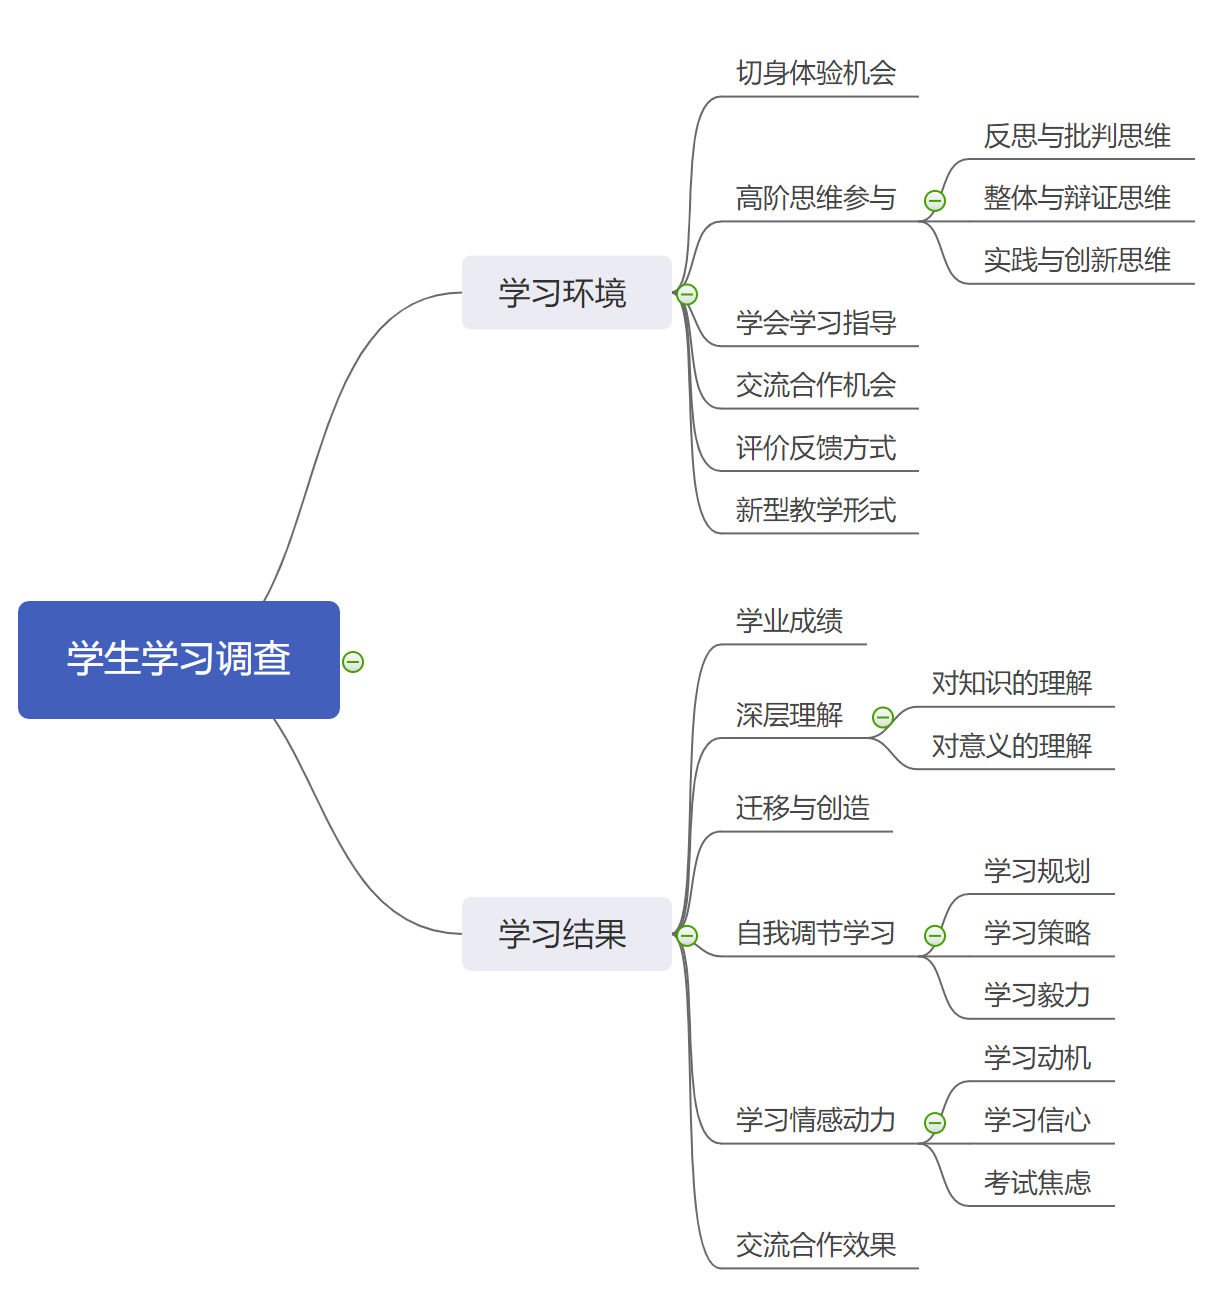 学生学习调查
学习环境
切身体验机会
高阶思维参与
反思与批判思维
整体与辩证思维
实践与创新思维
学会学习指导
交流合作机会
评价反馈方式
新型教学形式
学习结果
学业成绩
深层理解
对知识的理解
对意义的理解
迁移与创造
自我调节学习
学习规划
学习策略
学习毅力
学习情感动力
学习动机
学习信心
考试焦虑
交流合作效果